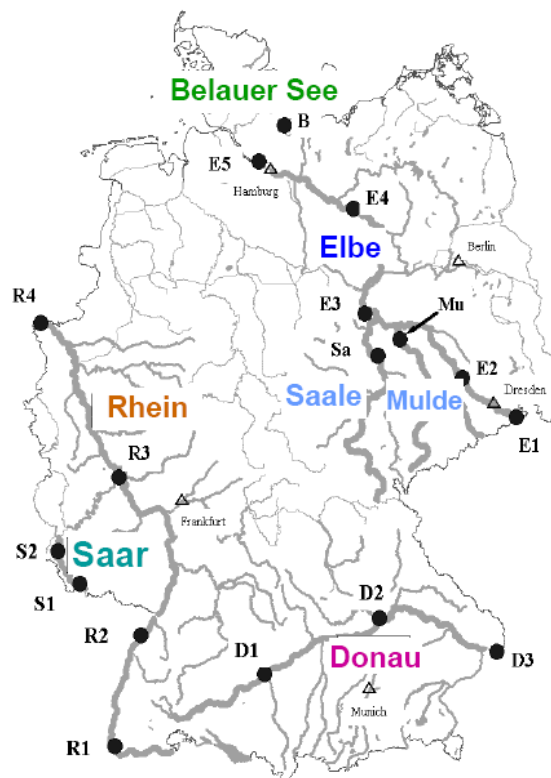 Belauer See
B
E5
Hamburg
E4
Elbe
Berlin
R4
E3
Mu
Sa
E2
Dresden
Saale
Mulde
Rhein
E1
R3
Frankfurt
S2
Saar
S1
D2
R2
D1
Donau
D3
Munich
R1